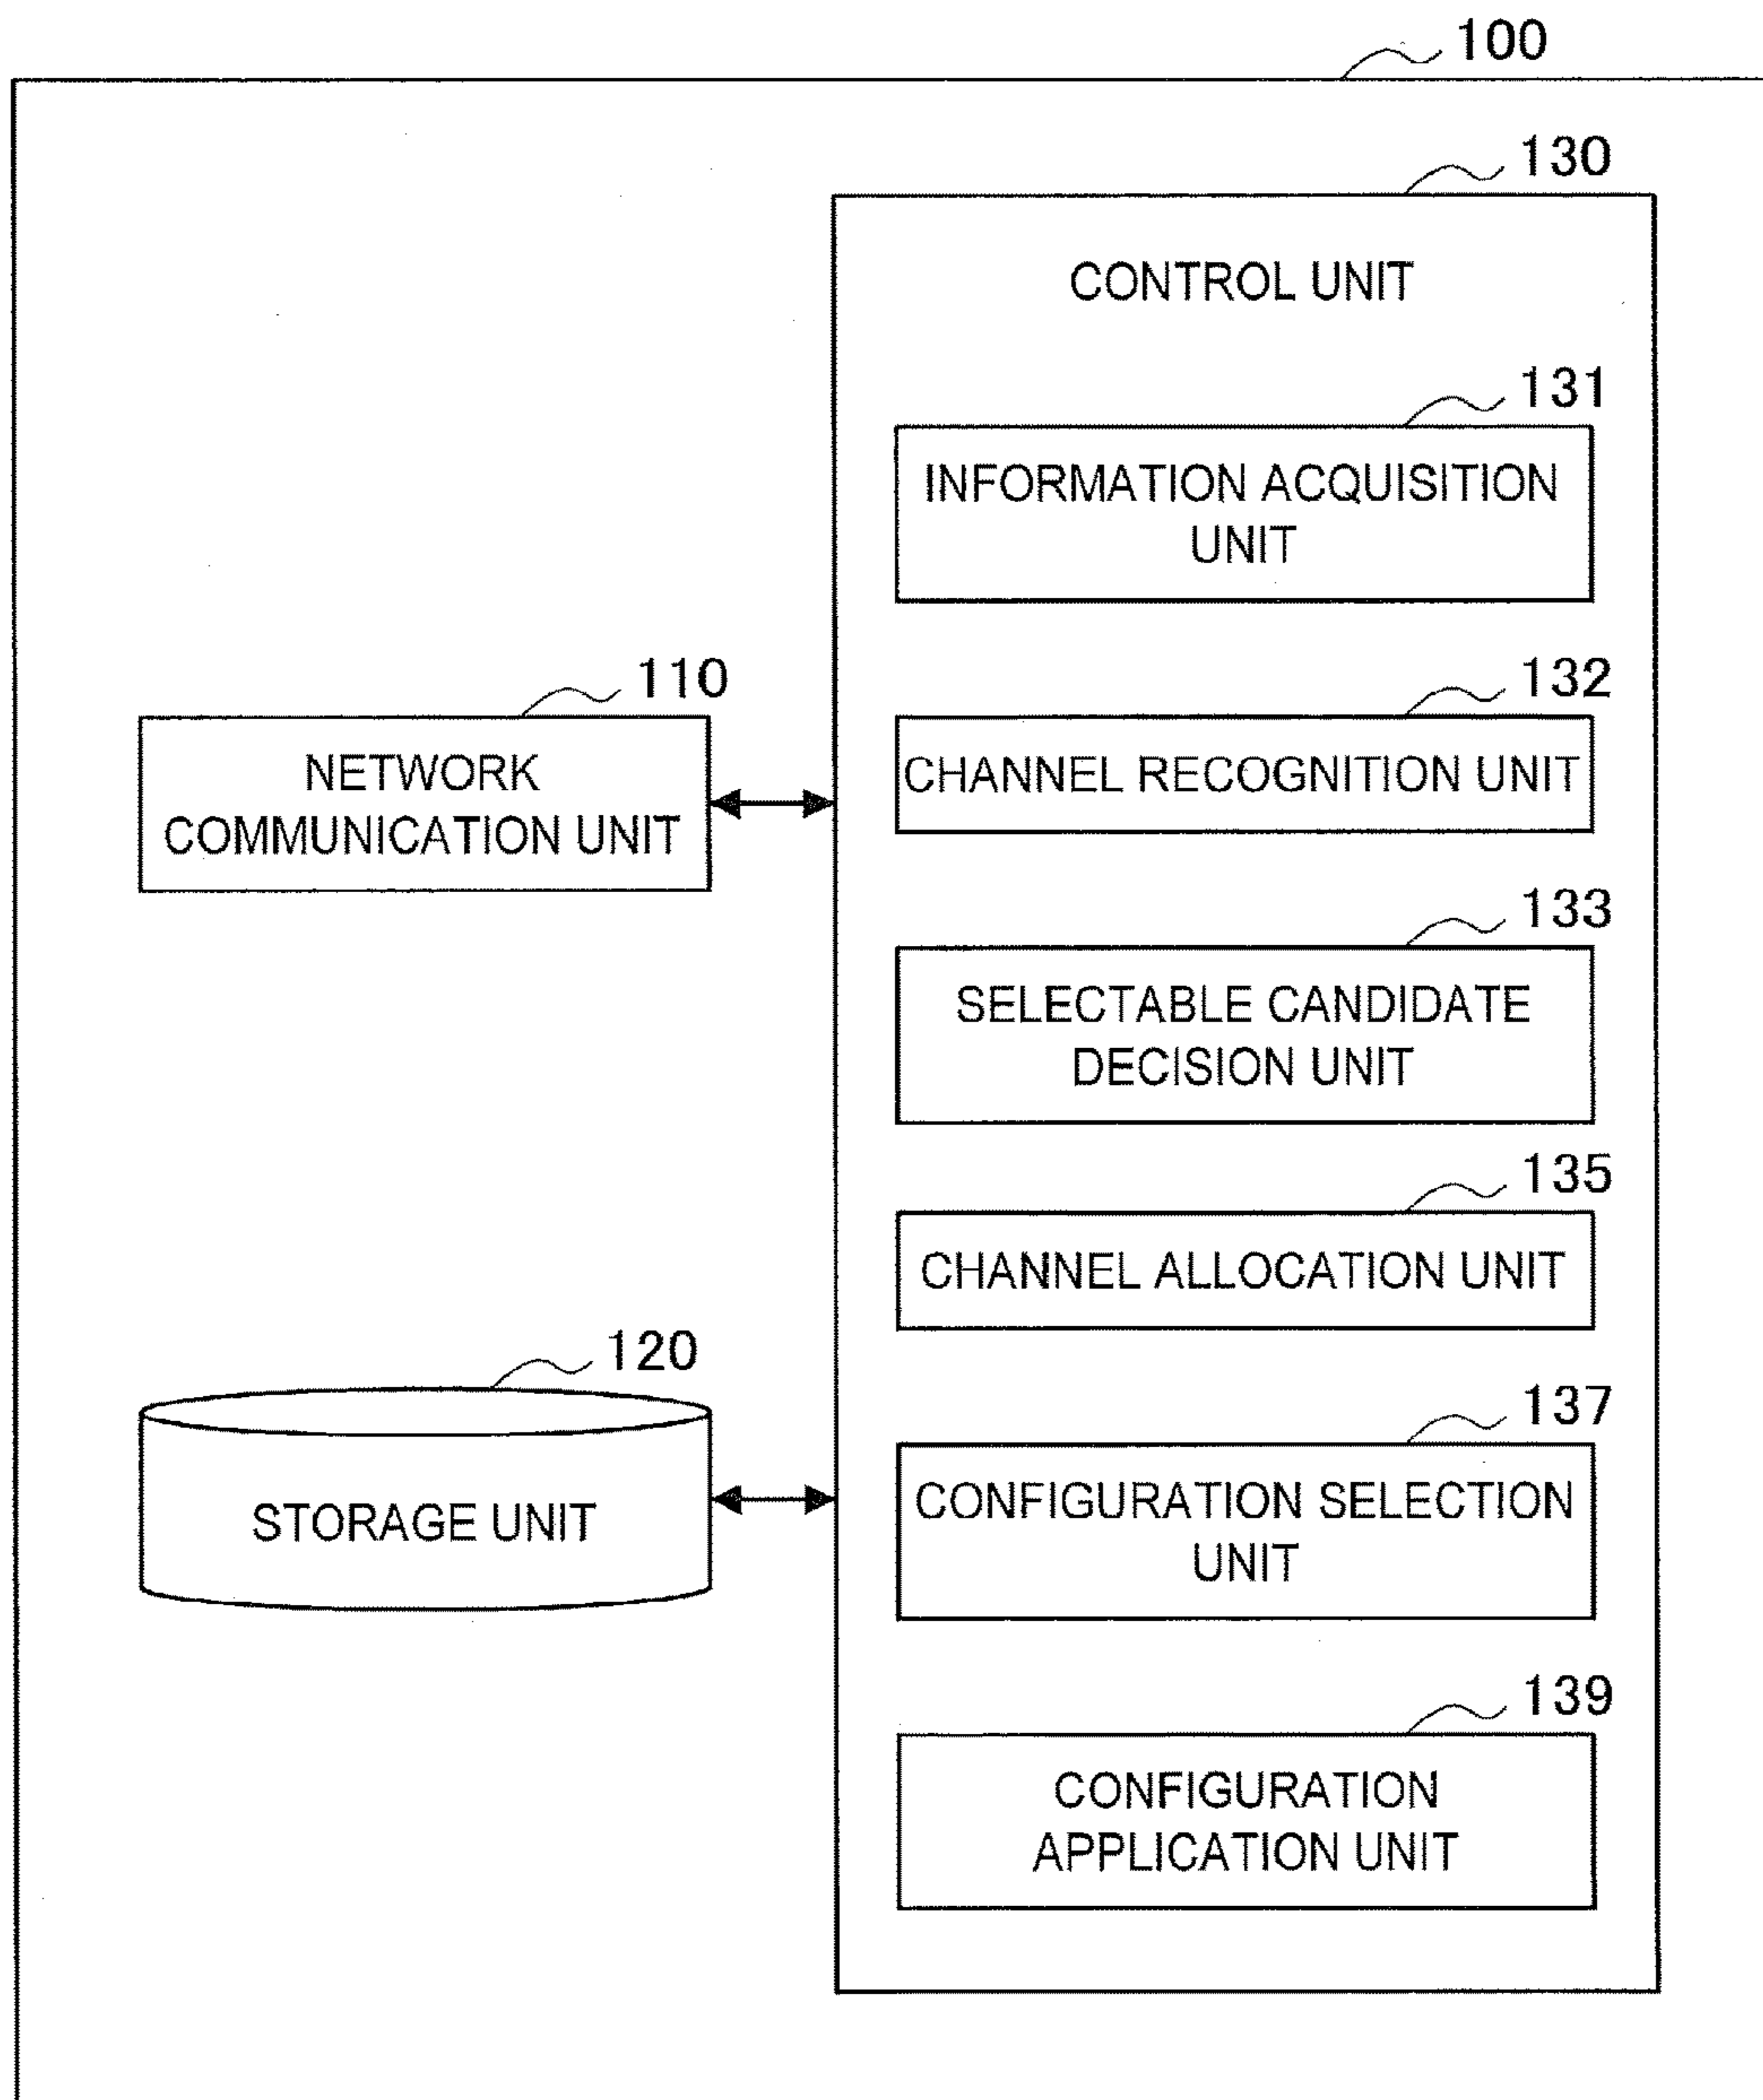 100
130
CONTROL UNIT
131
INFORMATION ACQUISITION
UNIT
110
NETWORK
COMMUNICATION UNIT
132
CHANNEL RECOGNITION UNIT
133
SELECTABLE CANDIDATE
DECISION UNIT
135
CHANNEL ALLOCATION UNIT
120
STORAGE UNIT
137
CONFIGURATION SELECTION
UNIT
139
CONFIGURATION
APPLICATION UNIT